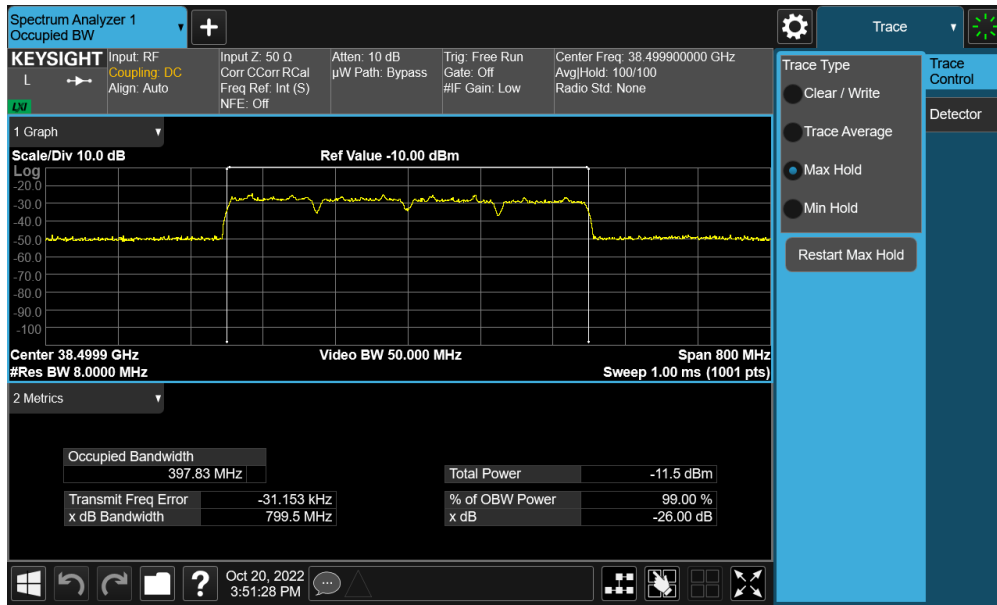 Spectrum Analyzer 1
Occupied BW
+
Trace
KEYSIGHT
L
LXI
Input: RF
Coupling: DC
Align: Auto
Input Z: 50 Ω
Corr CCorr RCal
Freq Ref: Int (S)
NFE: Off
Atten: 10 dB
µW Path: Bypass
Trig: Free Run
Gate: Off
#IF Gain: Low
Center Freq: 38.499900000 GHz
Avg|Hold: 100/100
Radio Std: None
Trace Type
Clear / Write
Trace Average
Max Hold
Min Hold
Restart Max Hold
Trace
Control
Detector
1 Graph
Scale/Div 10.0 dB
Ref Value -10.00 dBm
Log
-20.0
-30.0
-40.0
-50.0
-60.0
-70.0
-80.0
-90.0
-100
Center 38.4999 GHz
Video BW 50.000 MHz
Span 800 MHz
#Res BW 8.0000 MHz
Sweep 1.00 ms (1001 pts)
2 Metrics
Occupied Bandwidth
397.83 MHz
Total Power -11.5 dBm
Transmit Freq Error -31.153 kHz
% of OBW Power 99.00 %
x dB Bandwidth 799.5 MHz
x dB -26.00 dB
?
Oct 20, 2022
3:51:28 PM